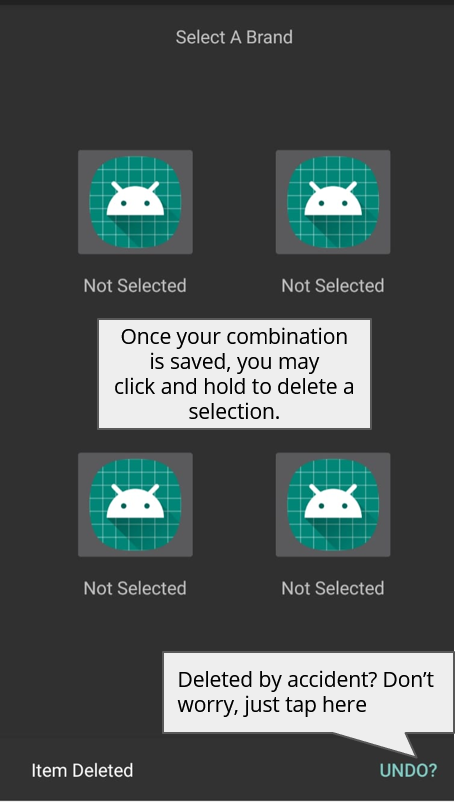 Select A Brand
Not Selected
Not Selected
Once your combination
is saved, you may
click and hold to delete a
selection.
Not Selected
Not Selected
Deleted by accident? Don’t
worry, just tap here
Item Deleted
UNDO?